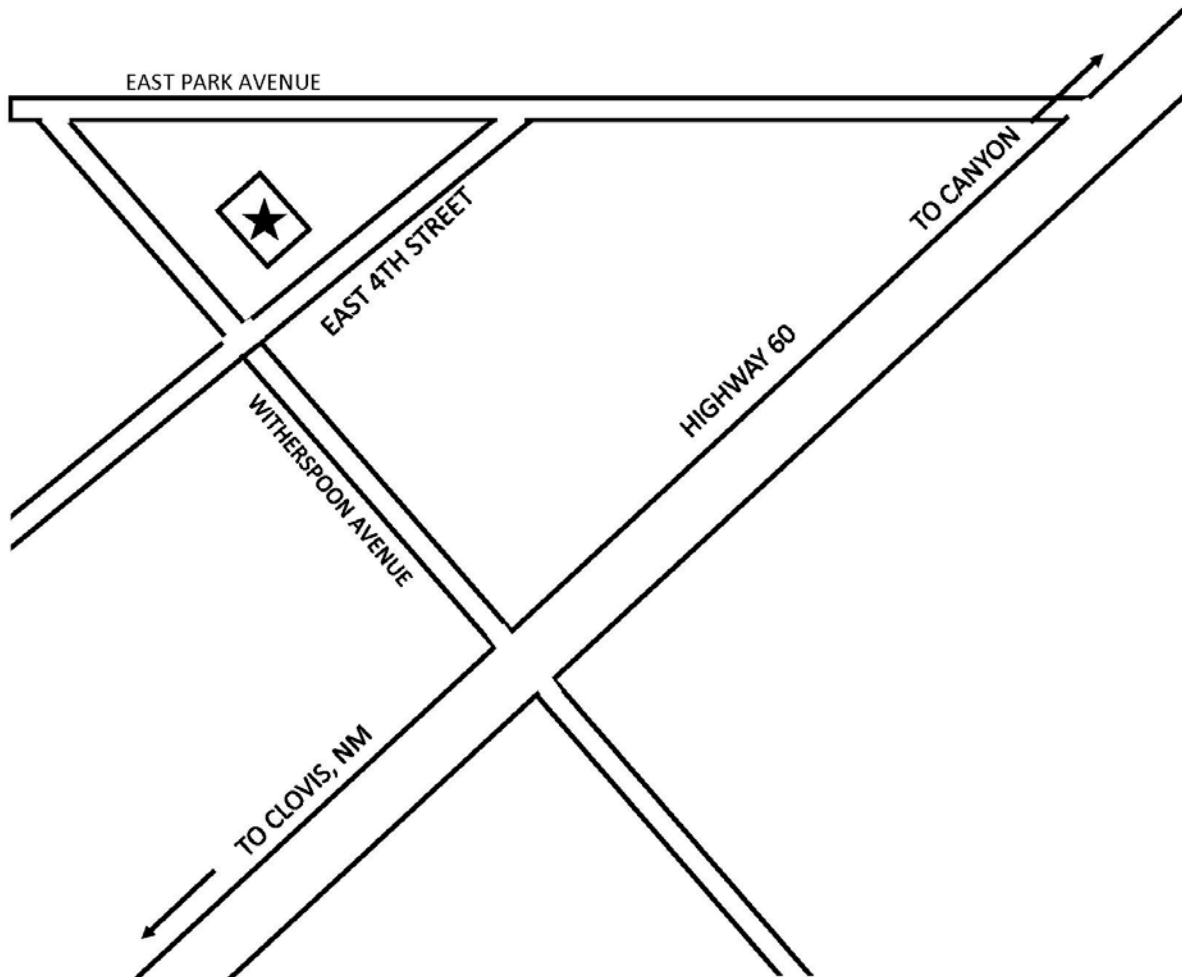 EAST PARK AVENUE
TO CANYON
EAST 4TH STREET
HIGHWAY 60
WITHERSPOON AVENUE
TO CLOVIS, NM